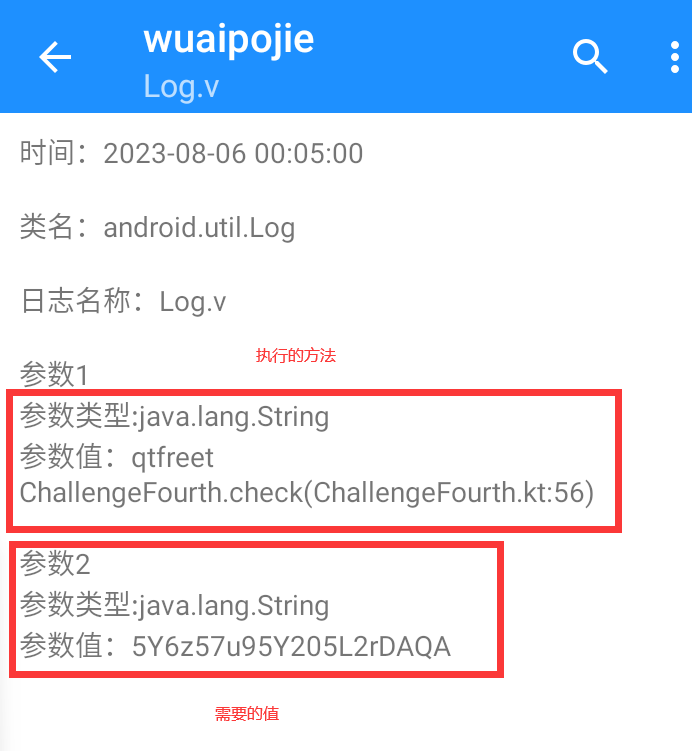 wuaipojie
Log.v
时间：2023-08-06 00:05:00
类名：android.util.Log
日志名称：Log.v
执行的方法
参数1
参数类型:java.lang.String
参数值：qtfreet
ChallengeFourth.check(ChallengeFourth.kt:56)
参数2
参数类型:java.lang.String
参数值：5Y6z57u95Y205L2rDAQA
需要的值